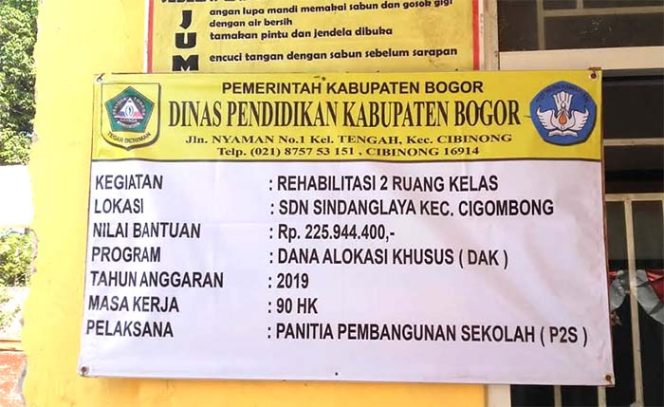 angan lupa mandi memakai sabun dan gosok gigi
dengan air bersih
J
U
tamakan pintu dan jendela dibuka
M
encuci tangan dengan sabun sebelum sarapan
PEMERINTAH KABUPATEN BOGOR
DINAS PENDIDIKAN KABUPATEN BOGOR
Jln. NYAMAN No.1 Kel. TENGAH, Kec. CIBINONG
Telp. (021) 8757 53 151 , CIBINONG 16914
TEGAR BERIMAN
KEGIATAN : REHABILITASI 2 RUANG KELAS
LOKASI : SDN SINDANGLAYA KEC. CIGOMBONG
NILAI BANTUAN : Rp. 225.944.400,-
PROGRAM : DANA ALOKASI KHUSUS ( DAK )
TAHUN ANGGARAN : 2019
MASA KERJA : 90 HK
PELAKSANA : PANITIA PEMBANGUNAN SEKOLAH ( P2S )